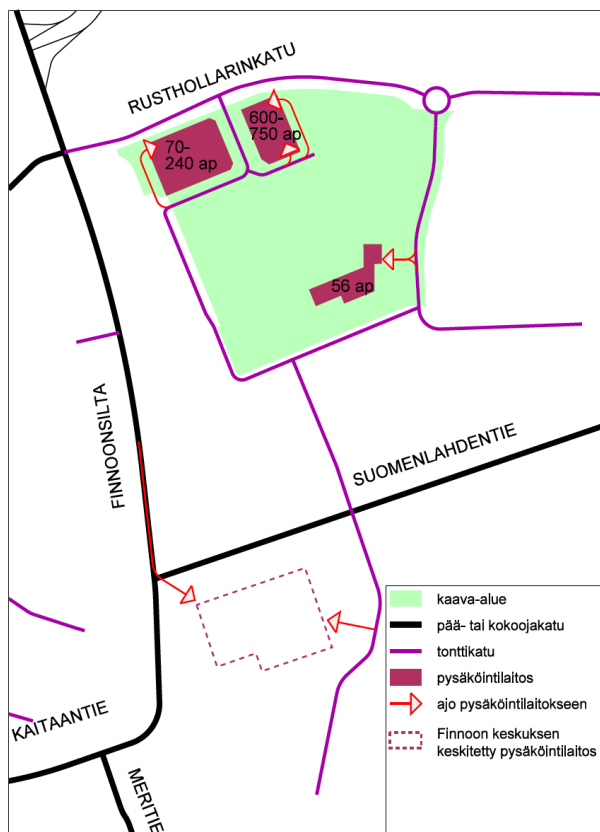 RUSTHOLLARINKATU
600-
750 ap
70-
240 ap
56 ap
FINNOONSILTA
SUOMENLAHDENTIE
KAITAANTIE
MERITIE
kaava-alue
pää- tai kokoojakatu
tonttikatu
pysäköintilaitos
ajo pysäköintilaitokseen
Finnoon keskuksen
keskitetty pysäköintilaitos